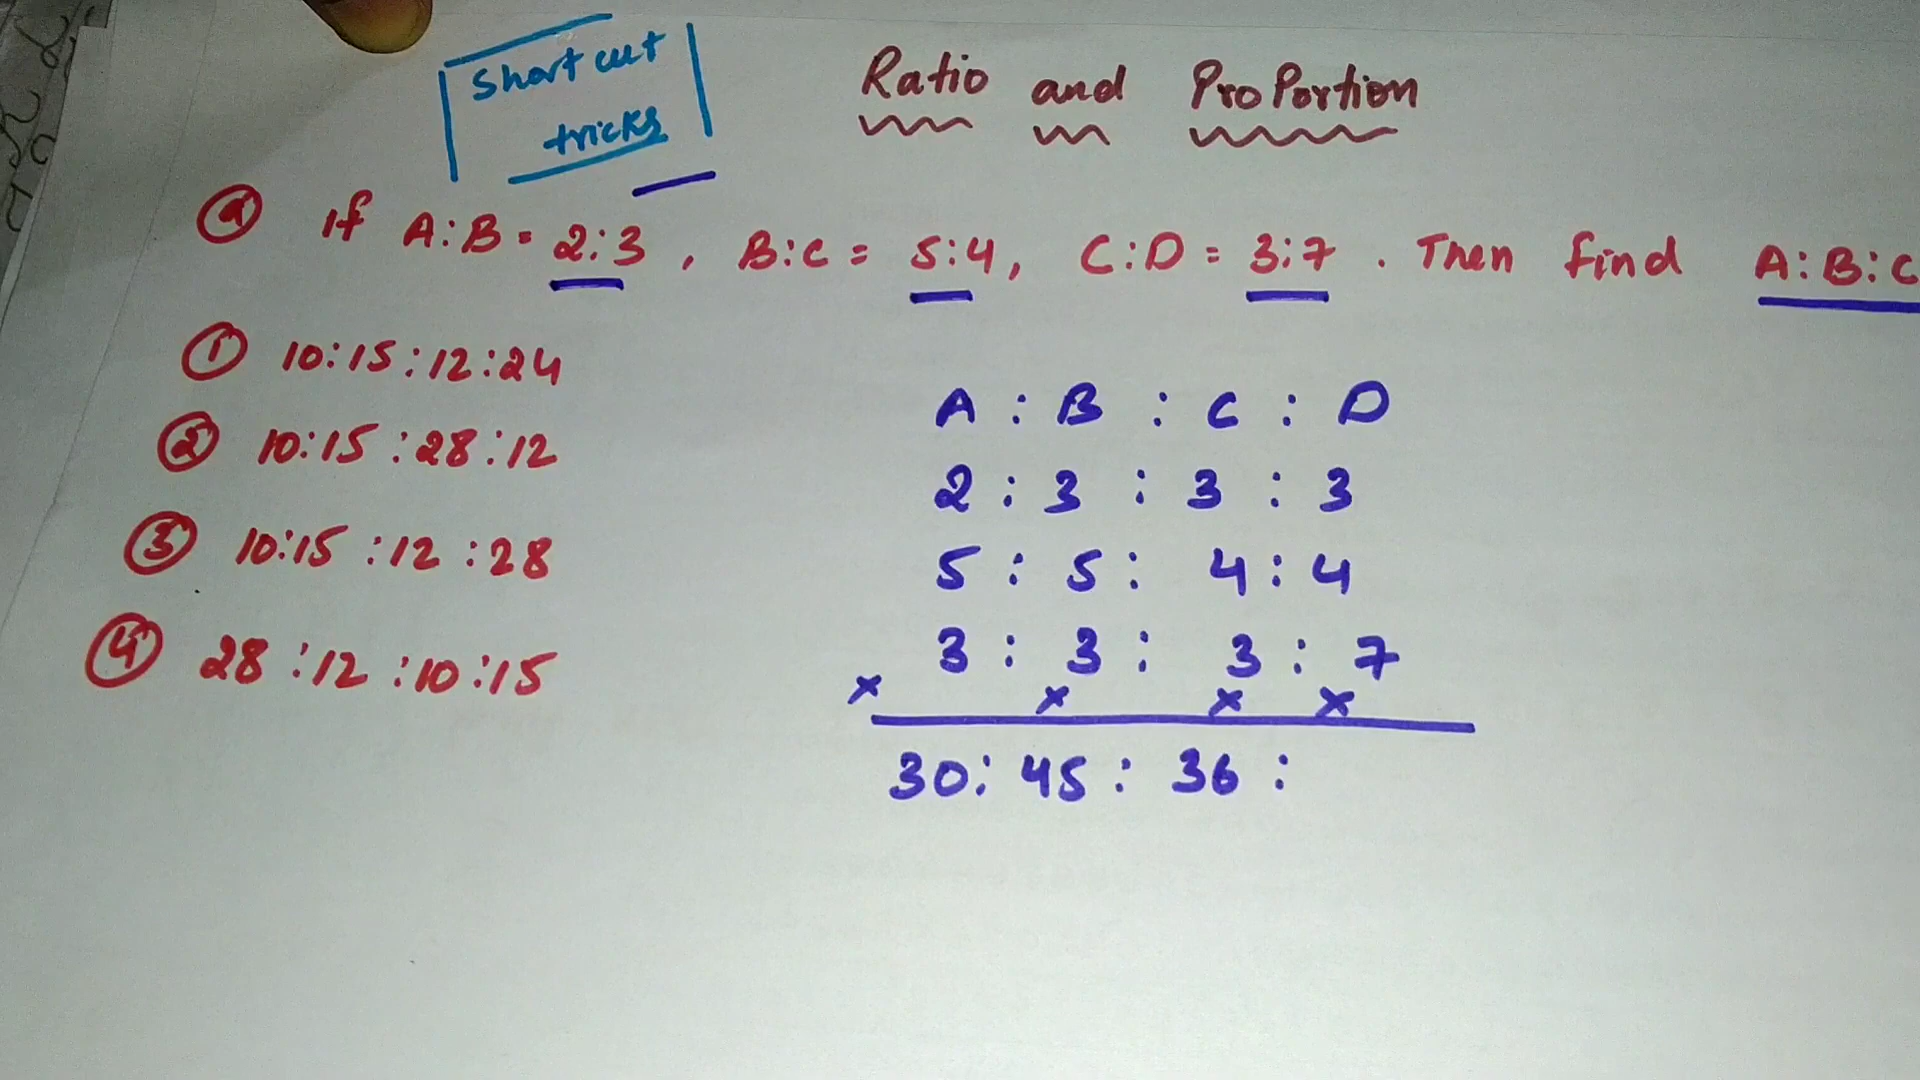 Short cut
tricks
Ratio and ProPortion
Q If A:B = 2:3, B:C = 5:4, C:D = 3:7. Then find A:B:C
1 10:15:12:24
2 10:15:28:12
3 10:15:12:28
4 28:12:10:15
A : B : C : D
2 : 3 : 3 : 3
5 : 5 : 4 : 4
3 : 3 : 3 : 7
× × × ×
30 : 45 : 36 :